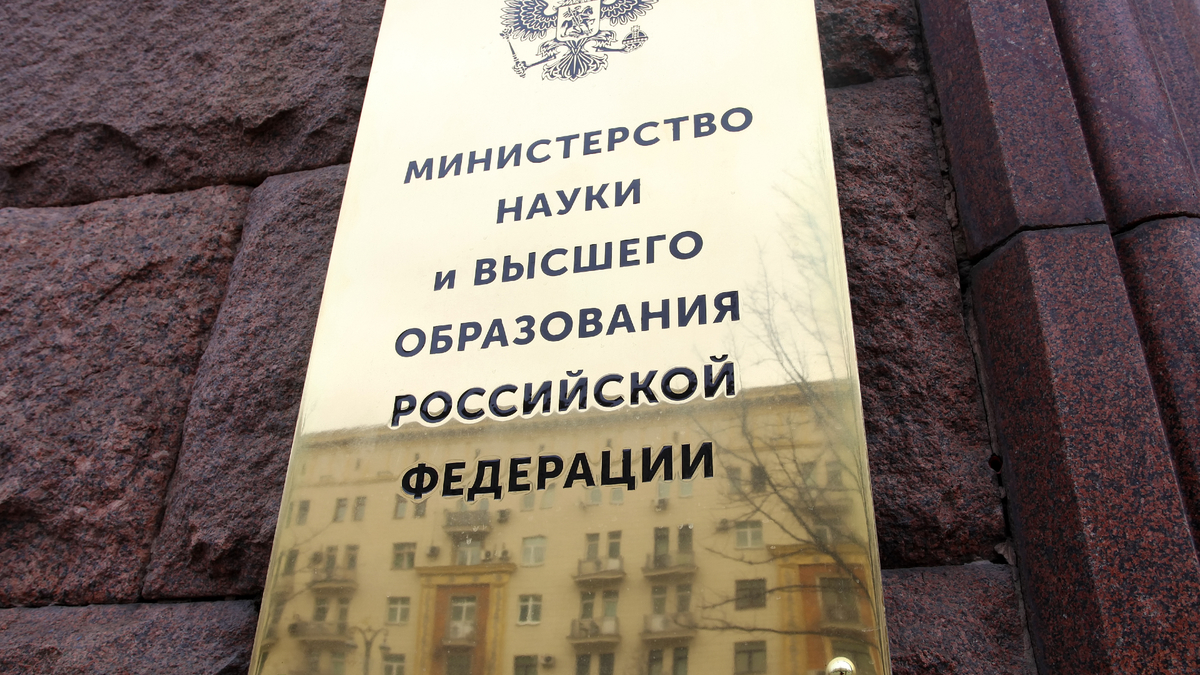 МИНИСТЕРСТВО
НАУКИ
и ВЫСШЕГО
ОБРАЗОВАНИЯ
РОССИЙСКОЙ
ФЕДЕРАЦИИ